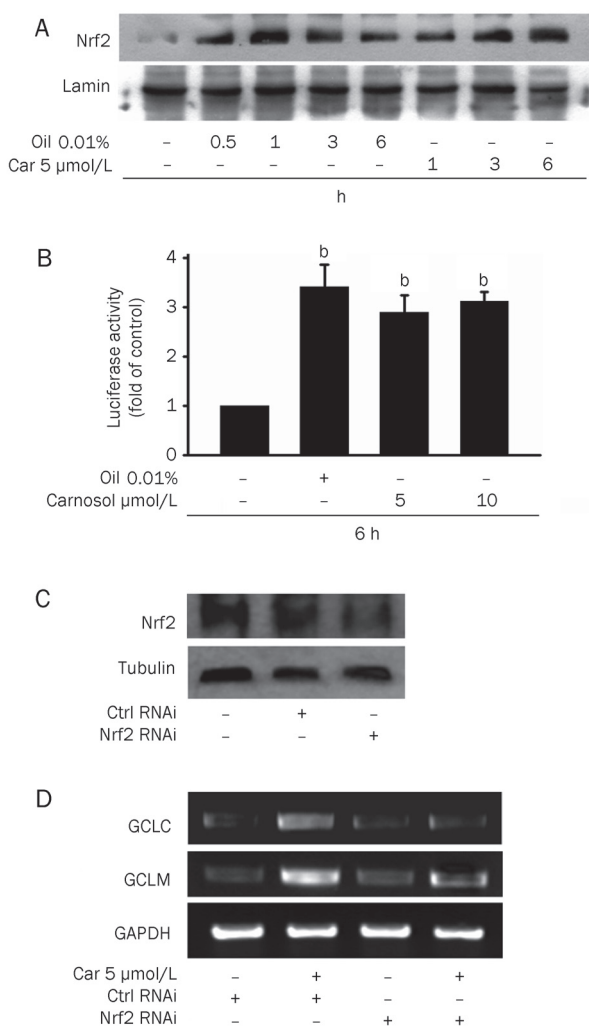 A
Nrf2
Lamin
Oil 0.01% – 0.5 1 3 6 – – –
Car 5 μmol/L – – – – – 1 3 6
h
B
Luciferase activity
(fold of control)
4
3
2
1
0
b b b
Oil 0.01% – + – –
Carnosol μmol/L – – 5 10
6 h
C
Nrf2
Tubulin
Ctrl RNAi – + –
Nrf2 RNAi – – +
D
GCLC
GCLM
GAPDH
Car 5 μmol/L – + – +
Ctrl RNAi + + – –
Nrf2 RNAi – – + +